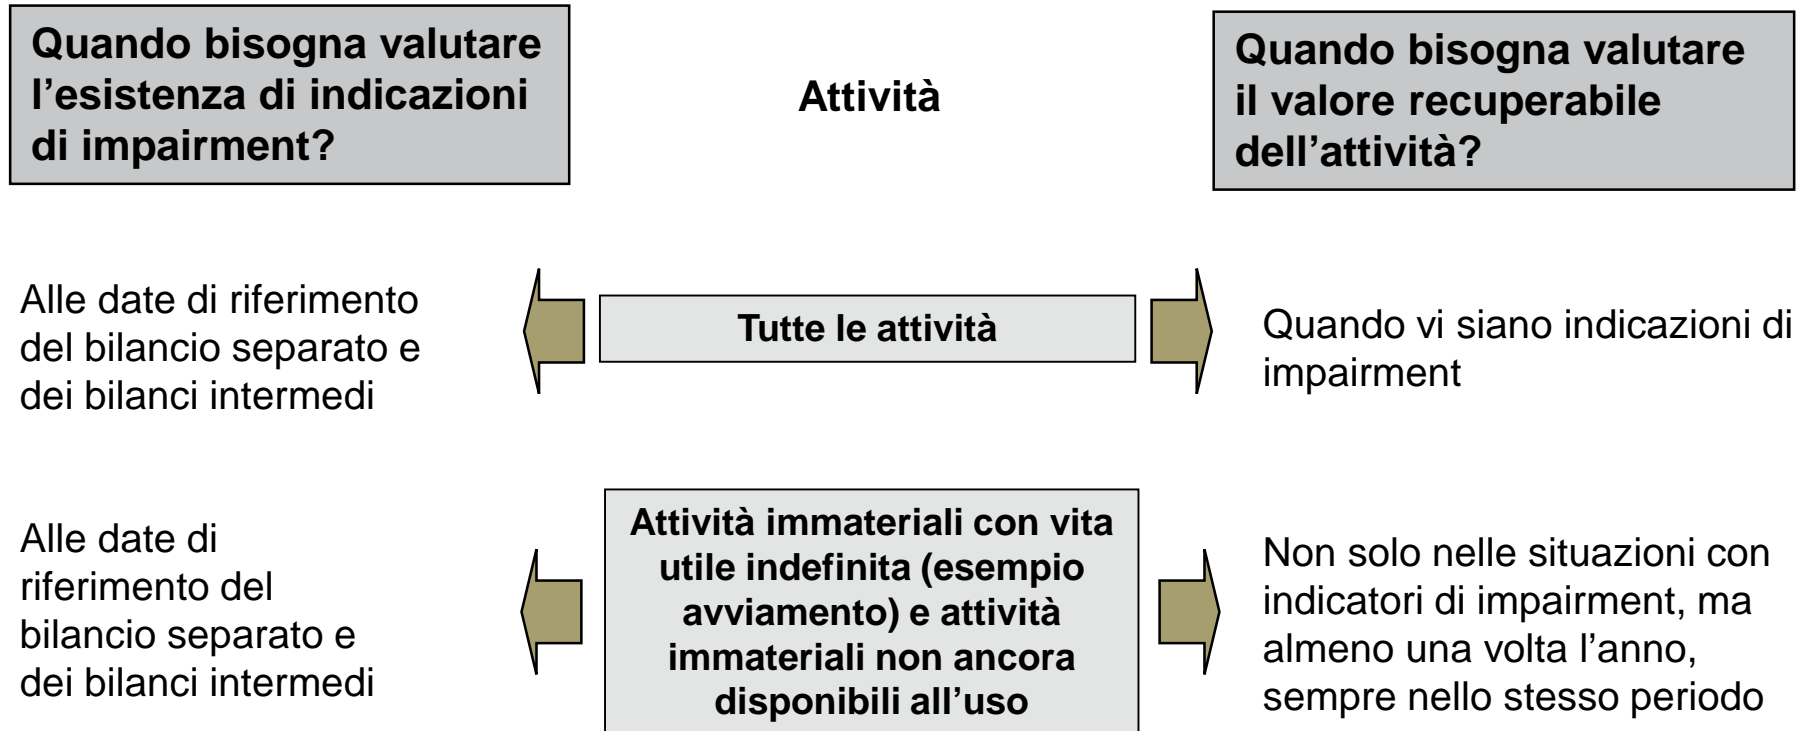 Quando bisogna valutare
l’esistenza di indicazioni
di impairment?
Attività
Quando bisogna valutare
il valore recuperabile
dell’attività?
Alle date di riferimento
del bilancio separato e
dei bilanci intermedi
Tutte le attività
Quando vi siano indicazioni di
impairment
Alle date di
riferimento del
bilancio separato e
dei bilanci intermedi
Attività immateriali con vita
utile indefinita (esempio
avviamento) e attività
immateriali non ancora
disponibili all’uso
Non solo nelle situazioni con
indicatori di impairment, ma
almeno una volta l’anno,
sempre nello stesso periodo